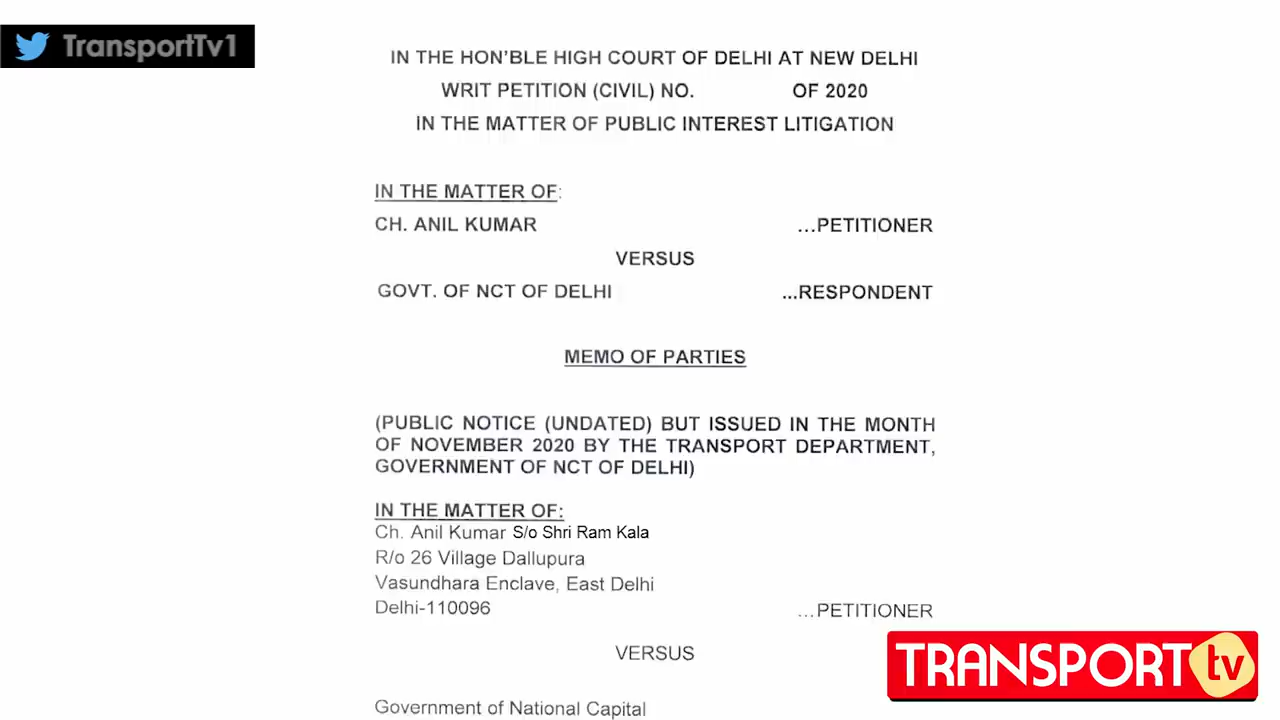 TransportTv1
IN THE HON'BLE HIGH COURT OF DELHI AT NEW DELHI
WRIT PETITION (CIVIL) NO. OF 2020
IN THE MATTER OF PUBLIC INTEREST LITIGATION
IN THE MATTER OF:
CH. ANIL KUMAR ...PETITIONER
VERSUS
GOVT. OF NCT OF DELHI ...RESPONDENT
MEMO OF PARTIES
(PUBLIC NOTICE (UNDATED) BUT ISSUED IN THE MONTH
OF NOVEMBER 2020 BY THE TRANSPORT DEPARTMENT,
GOVERNMENT OF NCT OF DELHI)
IN THE MATTER OF:
Ch. Anil Kumar S/o Shri Ram Kala
R/o 26 Village Dallupura
Vasundhara Enclave, East Delhi
Delhi-110096 ...PETITIONER
VERSUS
Government of National Capital
TRANSPORT tv